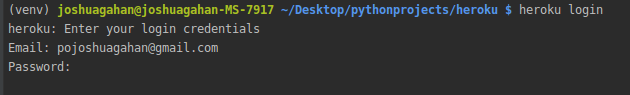 (venv) joshuagahan@joshuagahan-MS-7917 ~/Desktop/pythonprojects/heroku $ heroku login
heroku: Enter your login credentials
Email: pojoshuagahan@gmail.com
Password: